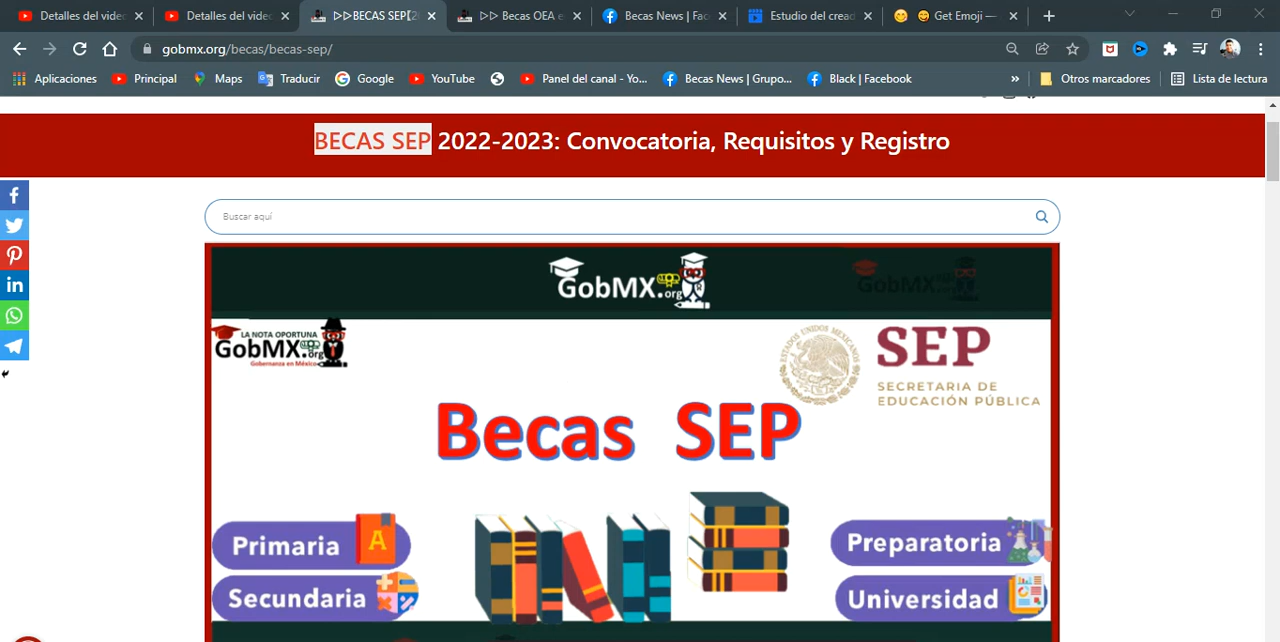 Detalles del vide
Detalles del vide
▷▷BECAS SEP【2
▷▷ Becas OEA e
Becas News | Fac
Estudio del cread
😄 Get Emoji —
gobmx.org/becas/becas-sep/
Aplicaciones
Principal
Maps
Traducir
Google
YouTube
Panel del canal - Yo...
Becas News | Grupo...
Black | Facebook
»
Otros marcadores
Lista de lectura
BECAS SEP 2022-2023: Convocatoria, Requisitos y Registro
Buscar aquí
GobMX.org
GobMX.org
LA NOTA OPORTUNA
GobMX.org
Gobernanza en México
ESTADOS UNIDOS MEXICANOS
SEP
SECRETARÍA DE
EDUCACIÓN PÚBLICA
Becas SEP
Primaria
A
Preparatoria
Secundaria
Universidad